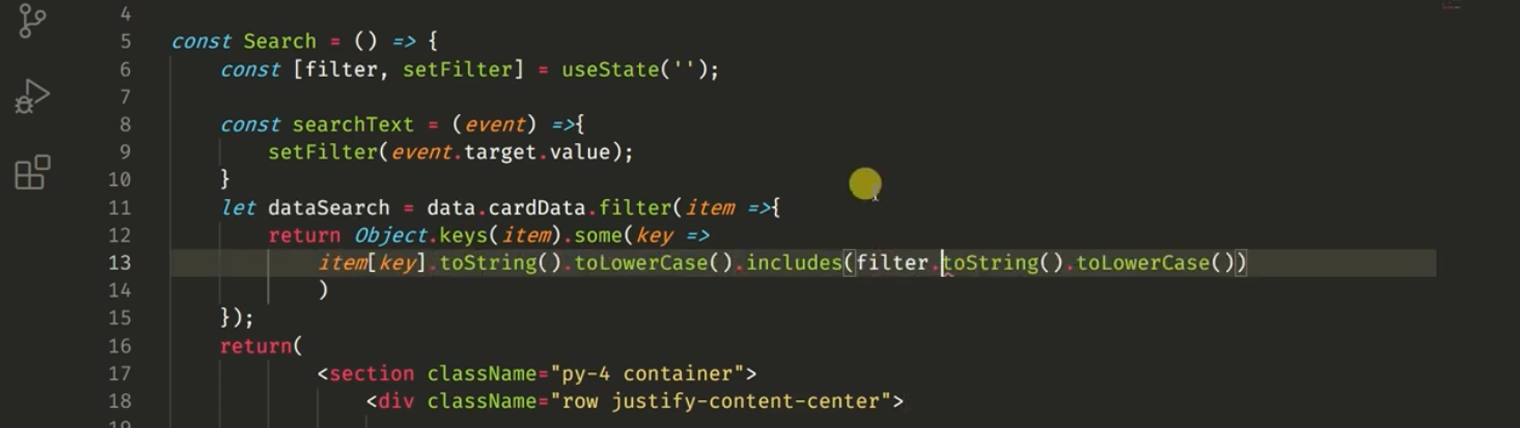 4
5 const Search = () => {
6 const [filter, setFilter] = useState('');
7
8 const searchText = (event) =>{
9 setFilter(event.target.value);
10 }
11 let dataSearch = data.cardData.filter(item =>{
12 return Object.keys(item).some(key =>
13 item[key].toString().toLowerCase().includes(filter.toString().toLowerCase())
14 )
15 });
16 return(
17 <section className="py-4 container">
18 <div className="row justify-content-center">
19